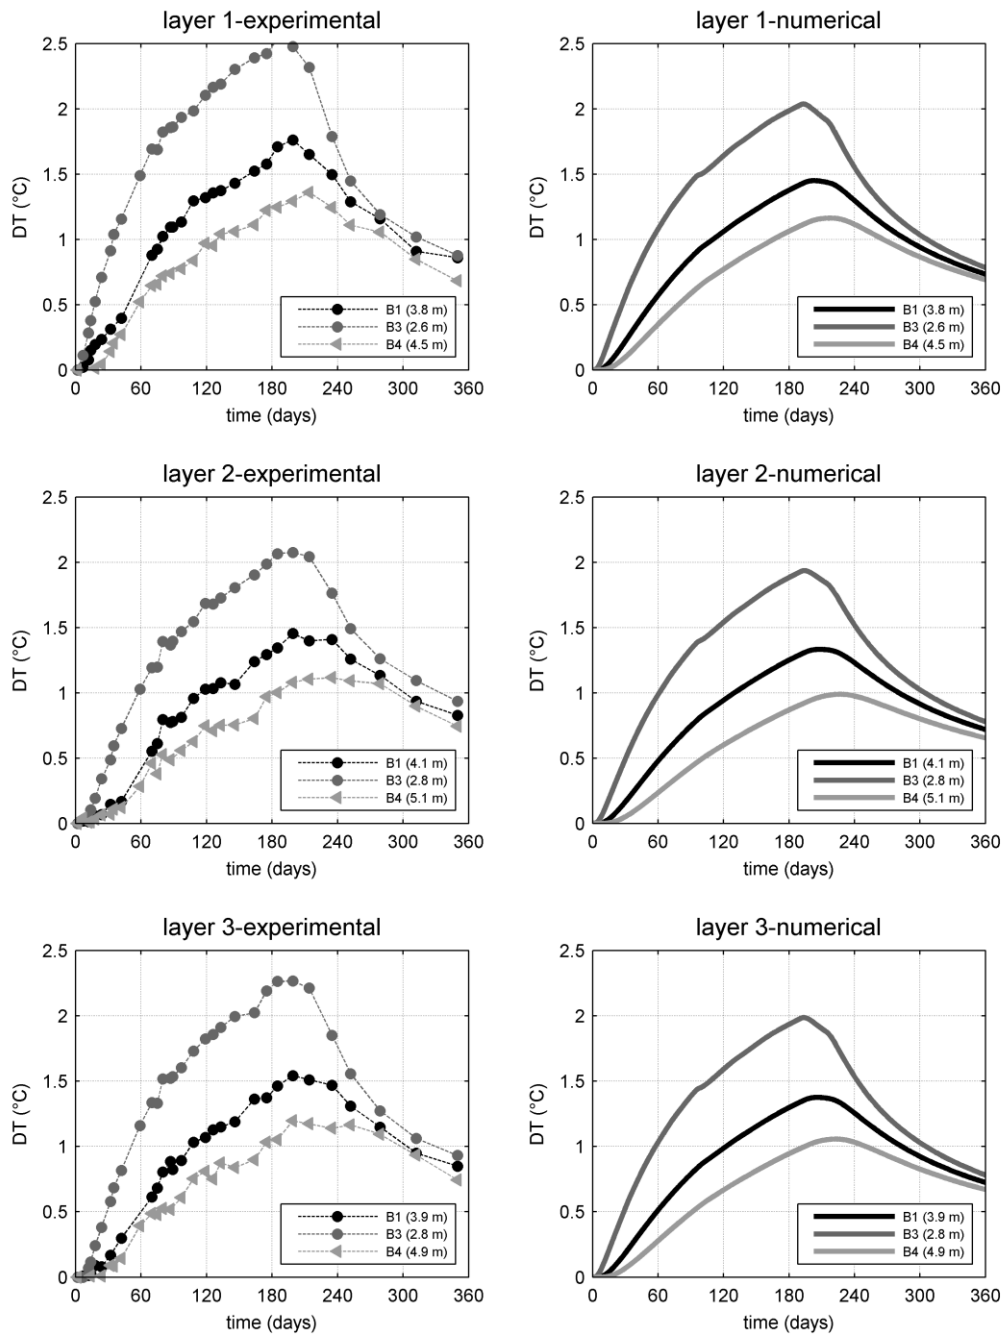 layer 1-experimental
2.5
2
1.5
1
0.5
0
DT (°C)
0 60 120 180 240 300 360
time (days)
B1 (3.8 m)
B3 (2.6 m)
B4 (4.5 m)
layer 1-numerical
2.5
2
1.5
1
0.5
0
DT (°C)
0 60 120 180 240 300 360
time (days)
B1 (3.8 m)
B3 (2.6 m)
B4 (4.5 m)
layer 2-experimental
2.5
2
1.5
1
0.5
0
DT (°C)
0 60 120 180 240 300 360
time (days)
B1 (4.1 m)
B3 (2.8 m)
B4 (5.1 m)
layer 2-numerical
2.5
2
1.5
1
0.5
0
DT (°C)
0 60 120 180 240 300 360
time (days)
B1 (4.1 m)
B3 (2.8 m)
B4 (5.1 m)
layer 3-experimental
2.5
2
1.5
1
0.5
0
DT (°C)
0 60 120 180 240 300 360
time (days)
B1 (3.9 m)
B3 (2.8 m)
B4 (4.9 m)
layer 3-numerical
2.5
2
1.5
1
0.5
0
DT (°C)
0 60 120 180 240 300 360
time (days)
B1 (3.9 m)
B3 (2.8 m)
B4 (4.9 m)